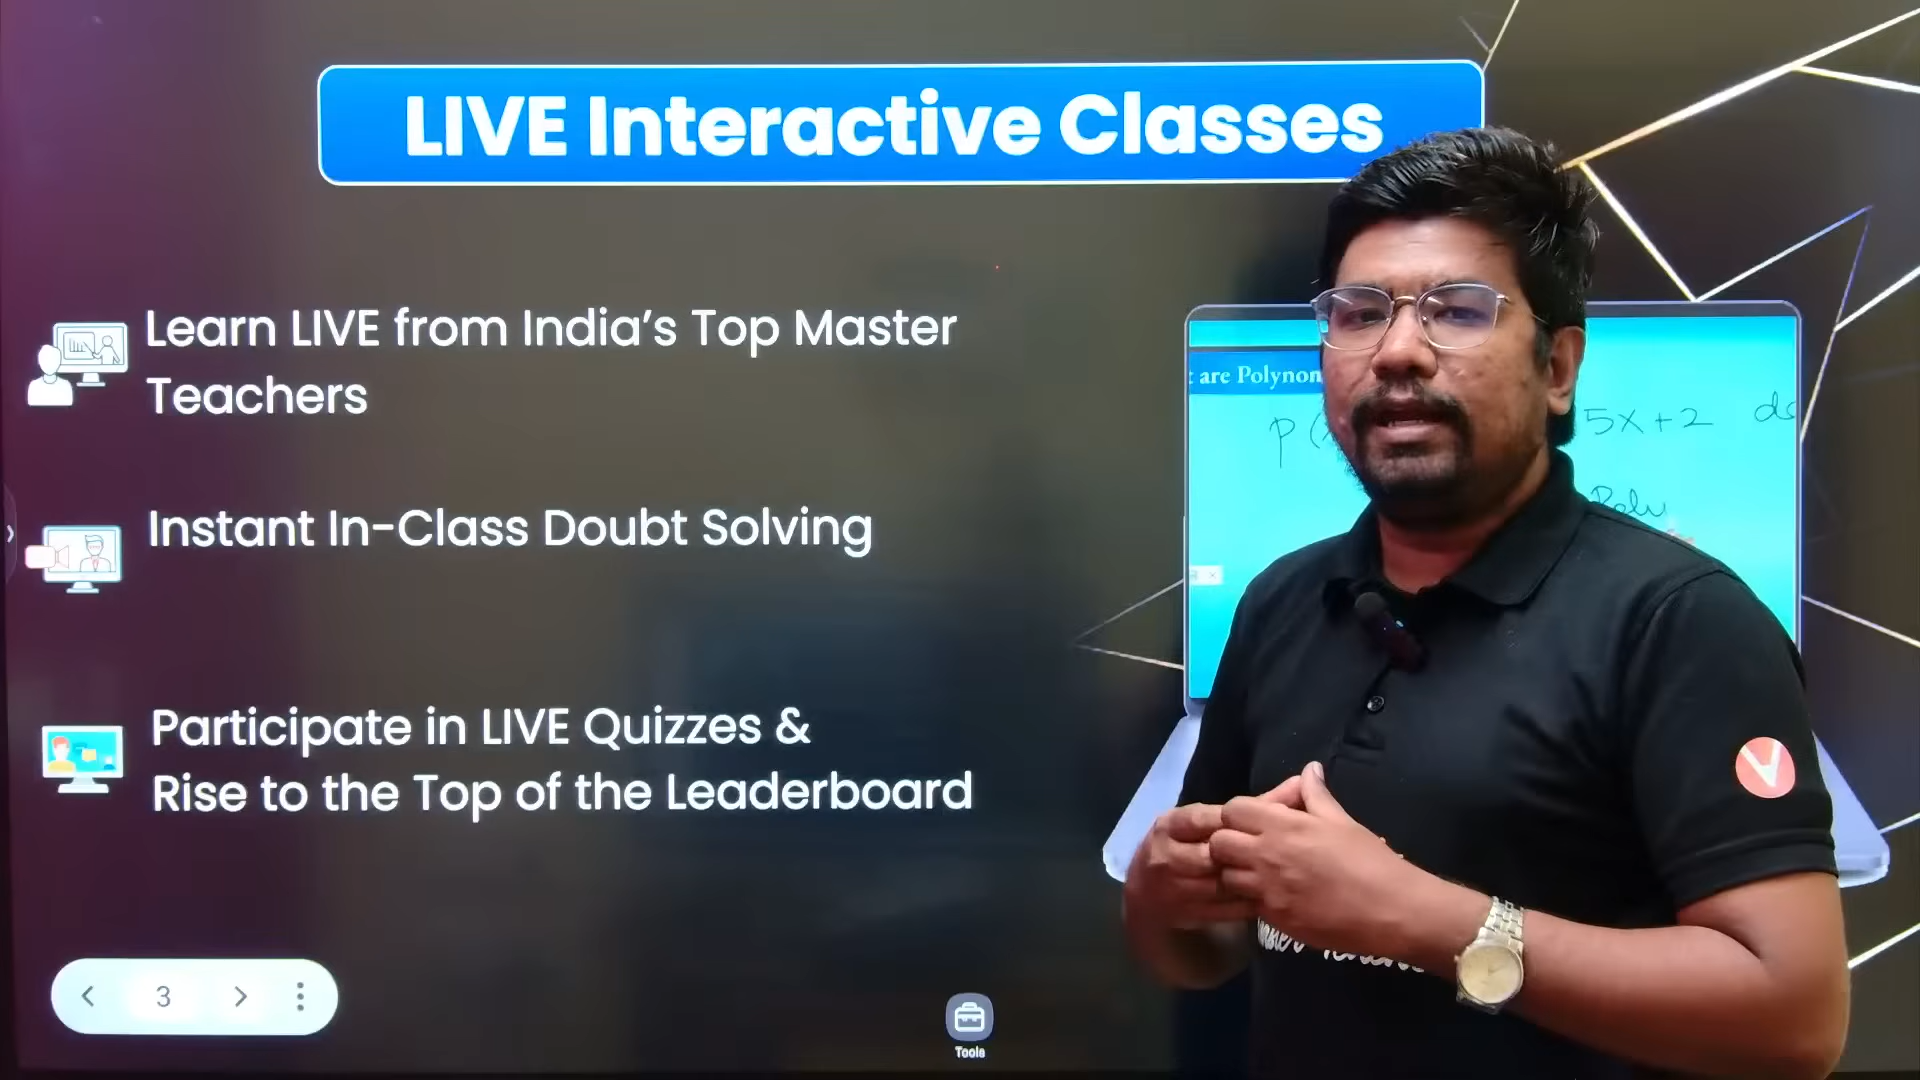 LIVE Interactive Classes
Learn LIVE from India's Top Master
Teachers
are Polynom
5x+2
Instant In-Class Doubt Solving
Participate in LIVE Quizzes &
Rise to the Top of the Leaderboard
3
Tools
V